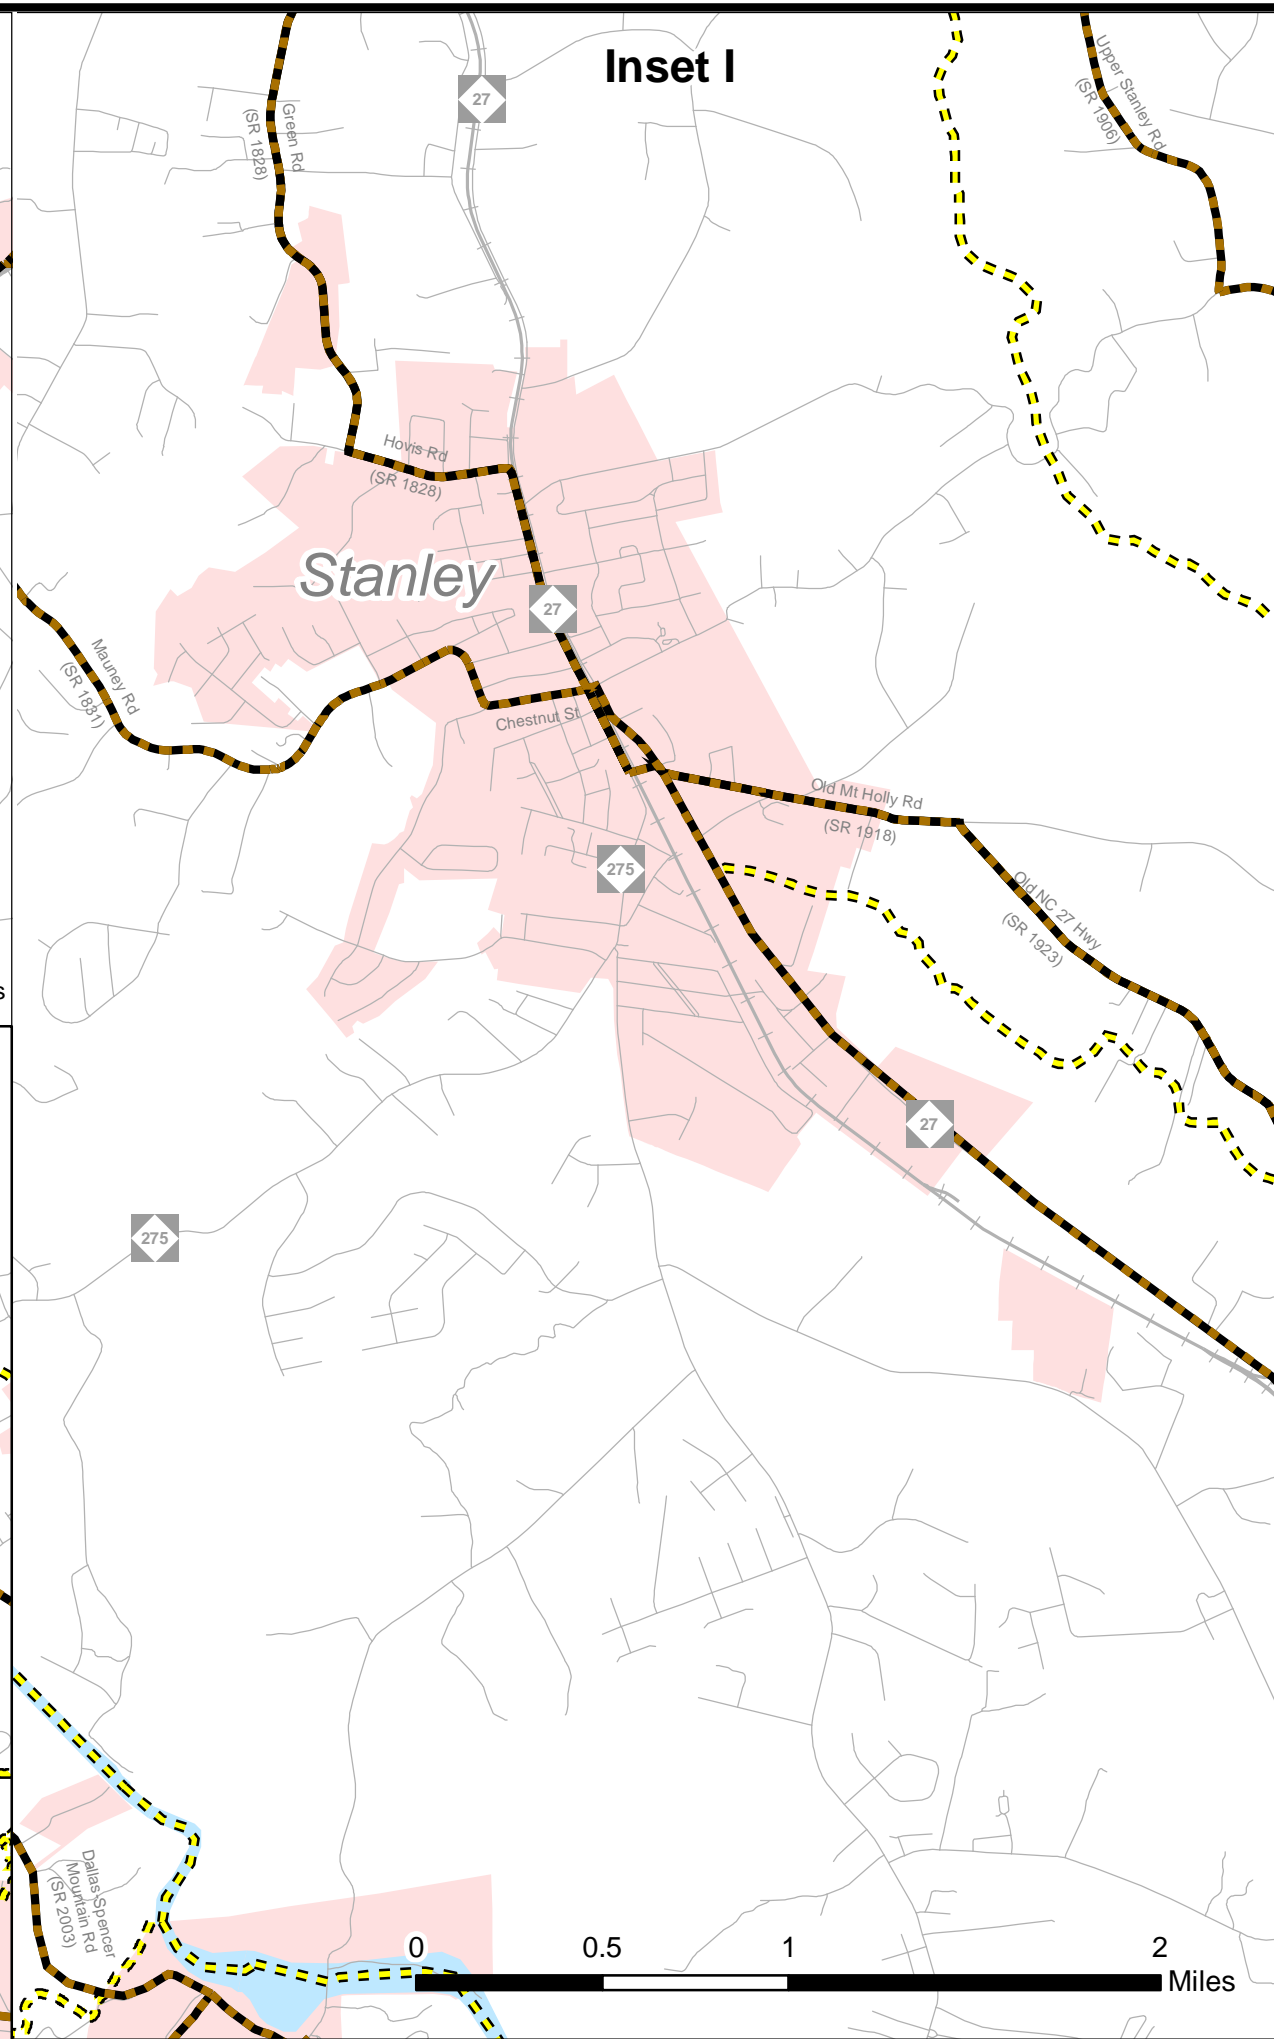 Inset I
27
Upper Stanley Rd
(SR 1906)
Green Rd
(SR 1828)
Hovis Rd
(SR 1828)
Stanley
27
Mauney Rd
(SR 1831)
Chestnut St
Old Mt Holly Rd
(SR 1918)
275
Old NC 27 Hwy
(SR 1923)
s
27
275
Dallas-Spencer
Mountain Rd
(SR 2003)
0 0.5 1 2
Miles